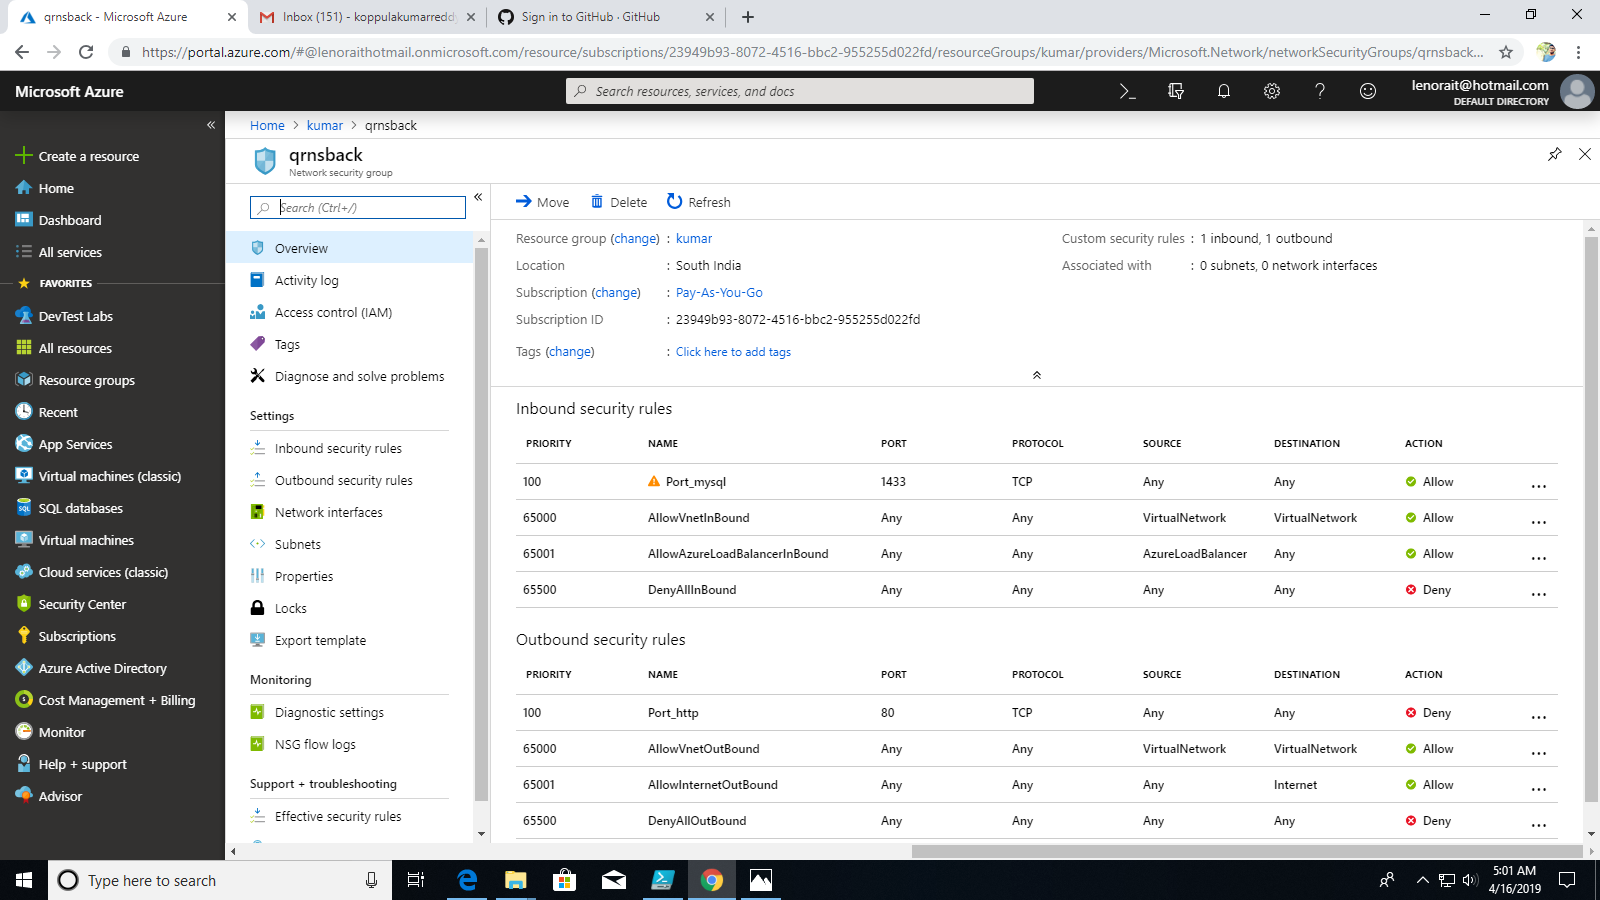 qrnsback - Microsoft Azure
Inbox (151) - koppulakumarreddy
Sign in to GitHub · GitHub
https://portal.azure.com/#@lenoraithotmail.onmicrosoft.com/resource/subscriptions/23949b93-8072-4516-bbc2-955255d022fd/resourceGroups/kumar/providers/Microsoft.Network/networkSecurityGroups/qrnsback...
Microsoft Azure
Search resources, services, and docs
lenorait@hotmail.com
DEFAULT DIRECTORY
Create a resource
Home
Dashboard
All services
FAVORITES
DevTest Labs
All resources
Resource groups
Recent
App Services
Virtual machines (classic)
SQL databases
Virtual machines
Cloud services (classic)
Security Center
Subscriptions
Azure Active Directory
Cost Management + Billing
Monitor
Help + support
Advisor
Home > kumar > qrnsback
qrnsback
Network security group
Search (Ctrl+/)
Overview
Activity log
Access control (IAM)
Tags
Diagnose and solve problems
Settings
Inbound security rules
Outbound security rules
Network interfaces
Subnets
Properties
Locks
Export template
Monitoring
Diagnostic settings
NSG flow logs
Support + troubleshooting
Effective security rules
Move Delete Refresh
Resource group (change) : kumar
Location : South India
Subscription (change) : Pay-As-You-Go
Subscription ID : 23949b93-8072-4516-bbc2-955255d022fd
Tags (change) : Click here to add tags
Custom security rules : 1 inbound, 1 outbound
Associated with : 0 subnets, 0 network interfaces
Inbound security rules
PRIORITY NAME PORT PROTOCOL SOURCE DESTINATION ACTION
100 Port_mysql 1433 TCP Any Any Allow ...
65000 AllowVnetInBound Any Any VirtualNetwork VirtualNetwork Allow ...
65001 AllowAzureLoadBalancerInBound Any Any AzureLoadBalancer Any Allow ...
65500 DenyAllInBound Any Any Any Any Deny ...
Outbound security rules
PRIORITY NAME PORT PROTOCOL SOURCE DESTINATION ACTION
100 Port_http 80 TCP Any Any Deny ...
65000 AllowVnetOutBound Any Any VirtualNetwork VirtualNetwork Allow ...
65001 AllowInternetOutBound Any Any Any Internet Allow ...
65500 DenyAllOutBound Any Any Any Any Deny ...
Type here to search
5:01 AM
4/16/2019